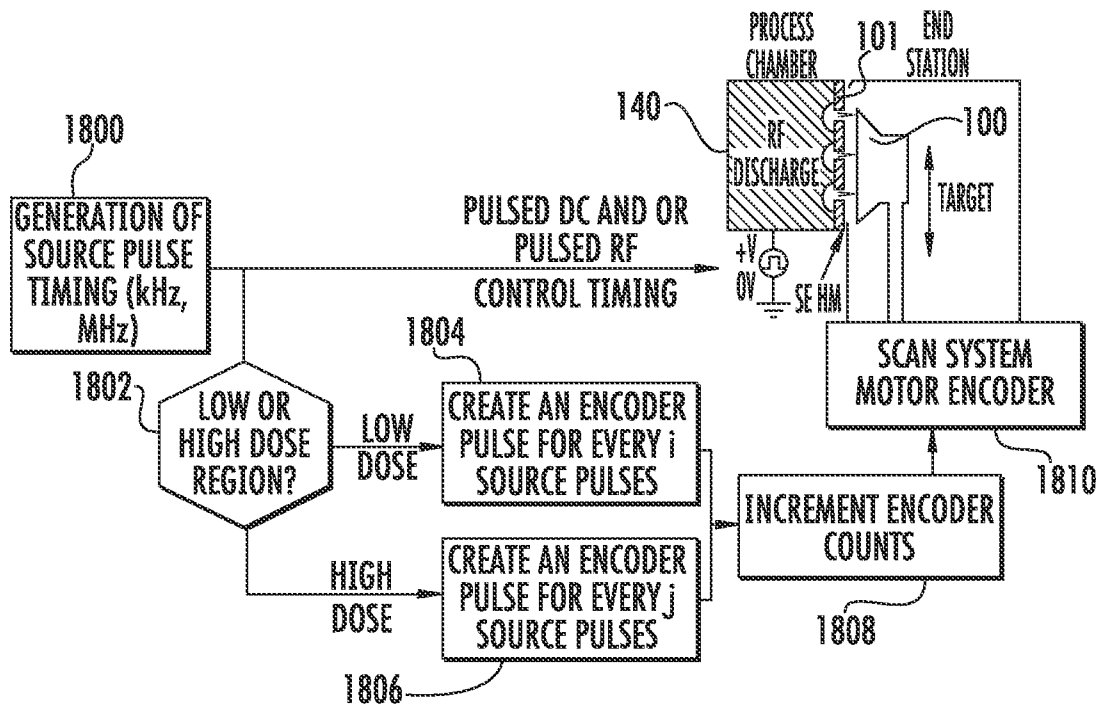 PROCESS
CHAMBER
101
END
STATION
140
100
RF
DISCHARGE
TARGET
+V
0V
SE HM
1800
GENERATION OF
SOURCE PULSE
TIMING (kHz,
MHz)
PULSED DC AND OR
PULSED RF
CONTROL TIMING
1802
LOW OR
HIGH DOSE
REGION?
LOW
DOSE
HIGH
DOSE
1804
CREATE AN ENCODER
PULSE FOR EVERY i
SOURCE PULSES
CREATE AN ENCODER
PULSE FOR EVERY j
SOURCE PULSES
1806
SCAN SYSTEM
MOTOR ENCODER
1810
INCREMENT ENCODER
COUNTS
1808